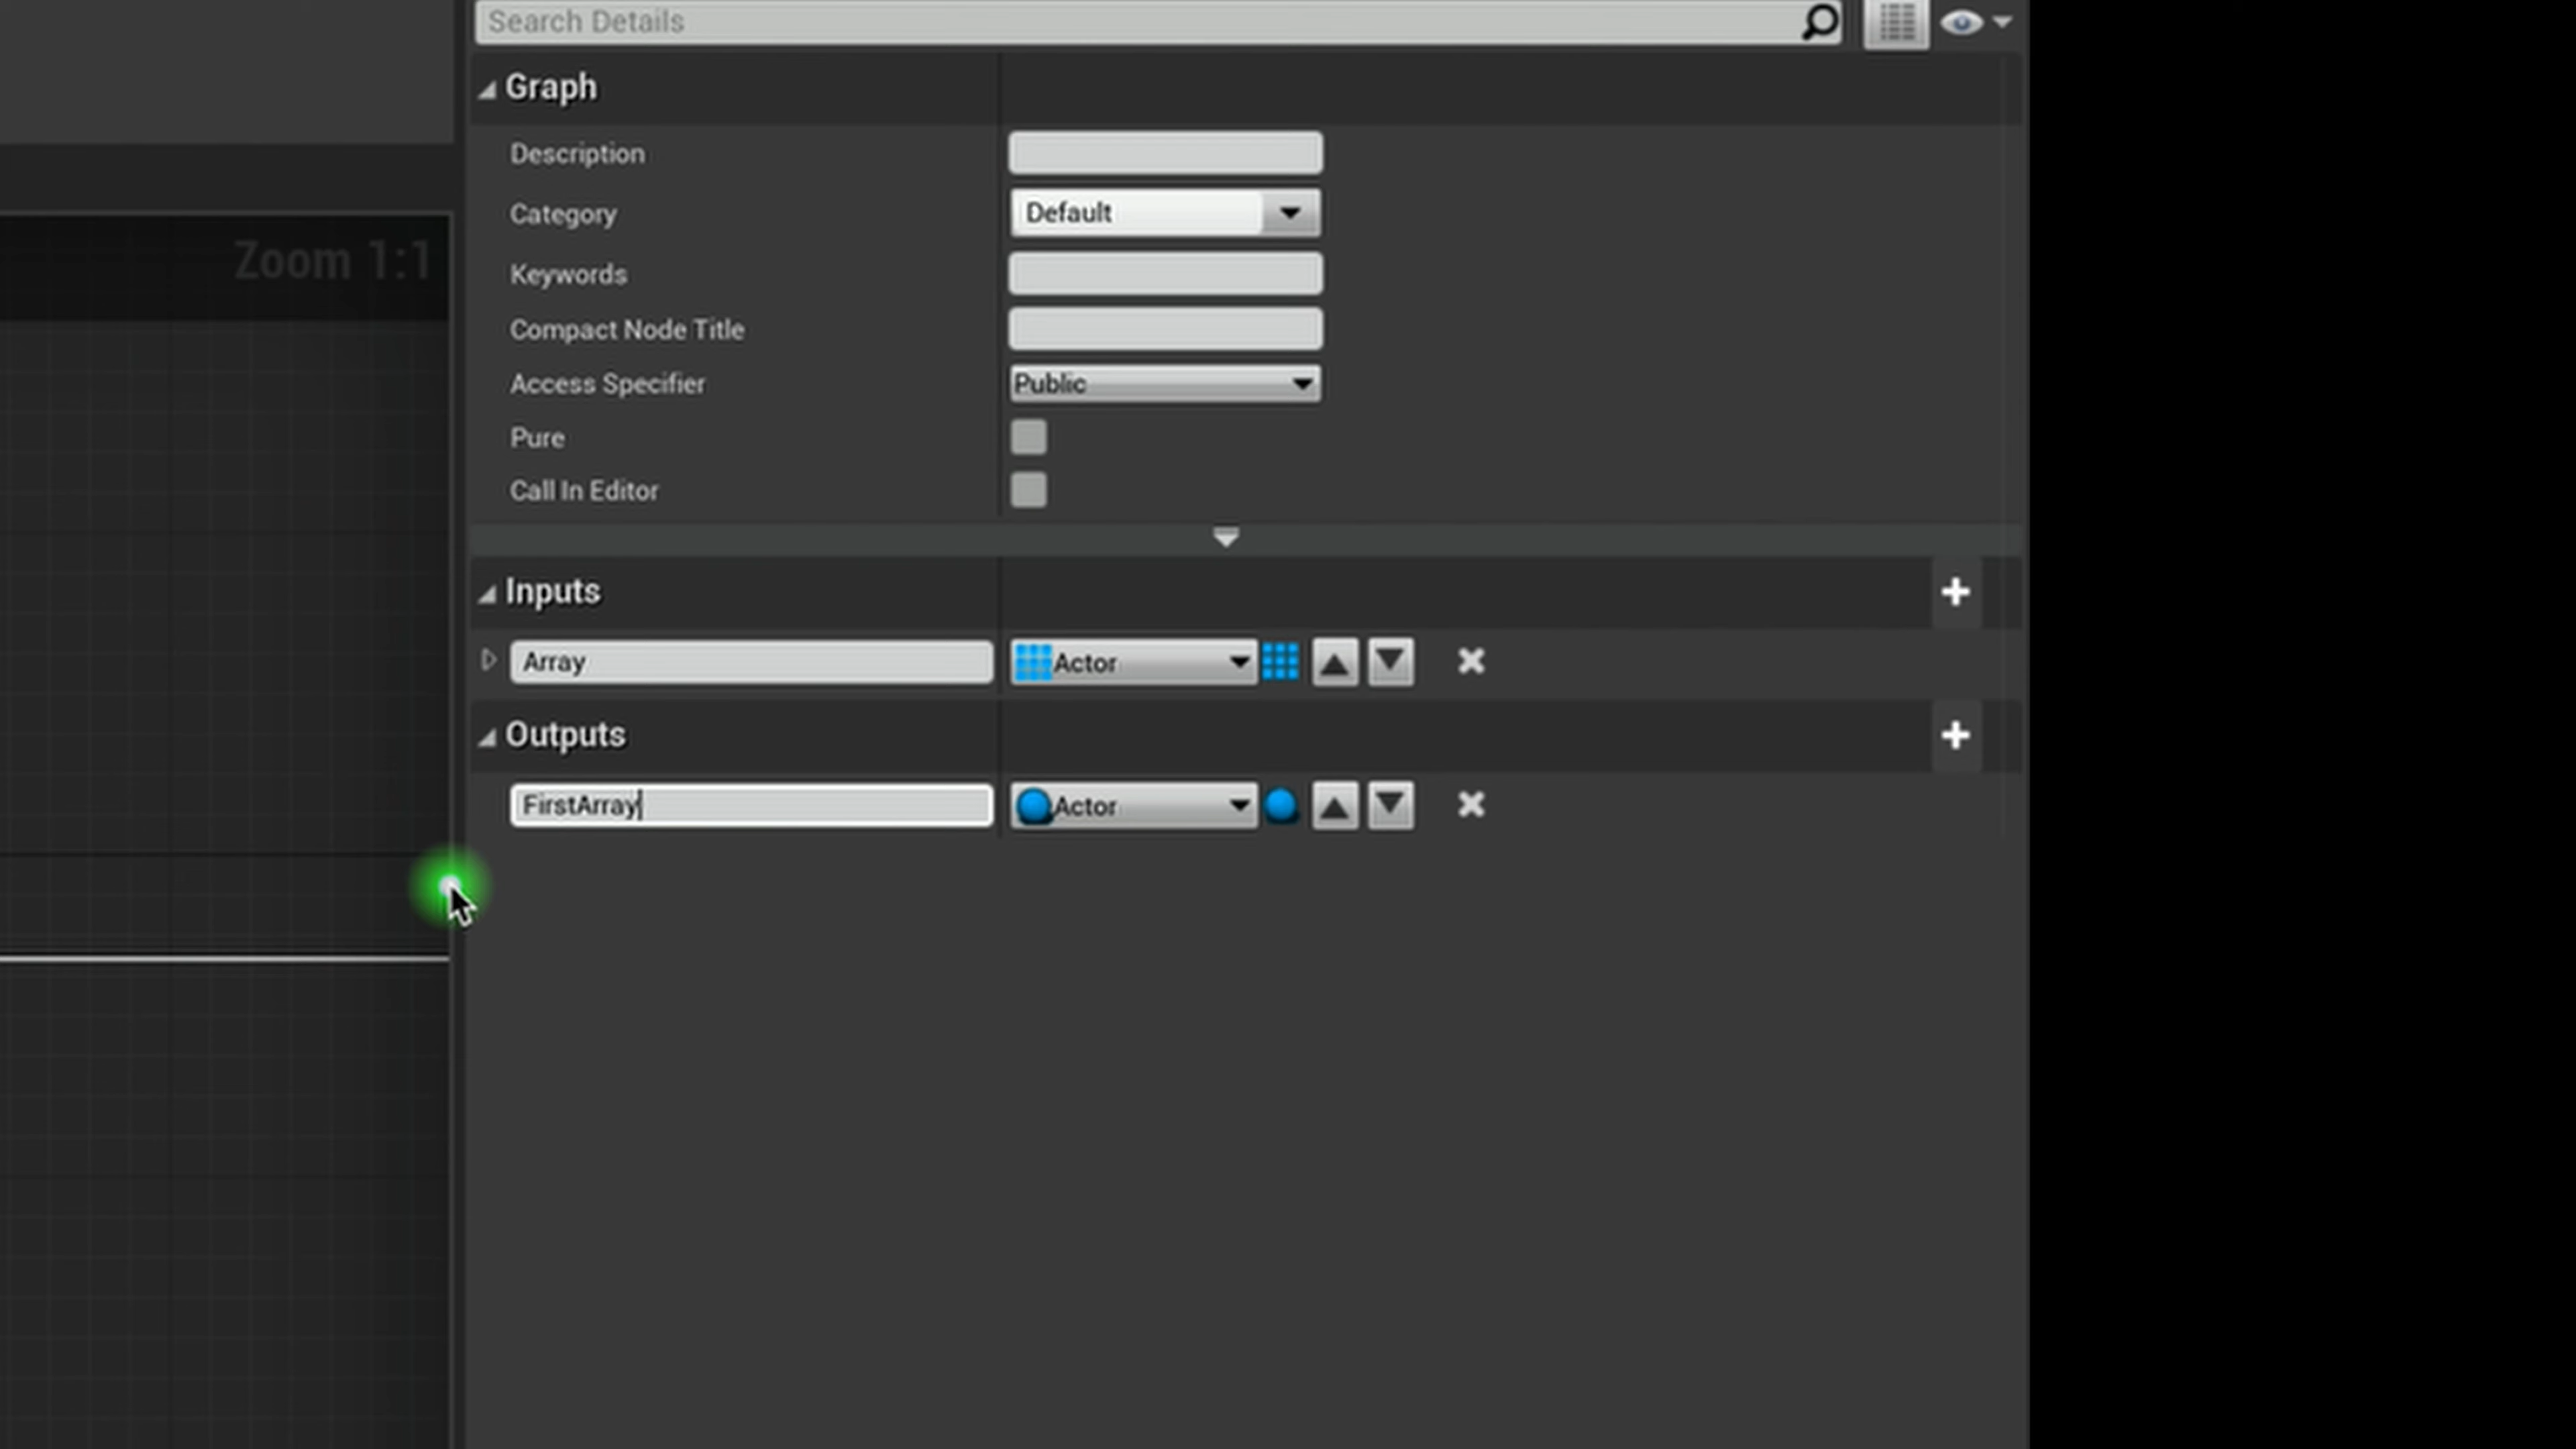 Search Details
Graph
Description
Category Default
Zoom 1:1
Keywords
Compact Node Title
Access Specifier Public
Pure
Call In Editor
Inputs
Array Actor
Outputs
FirstArray Actor